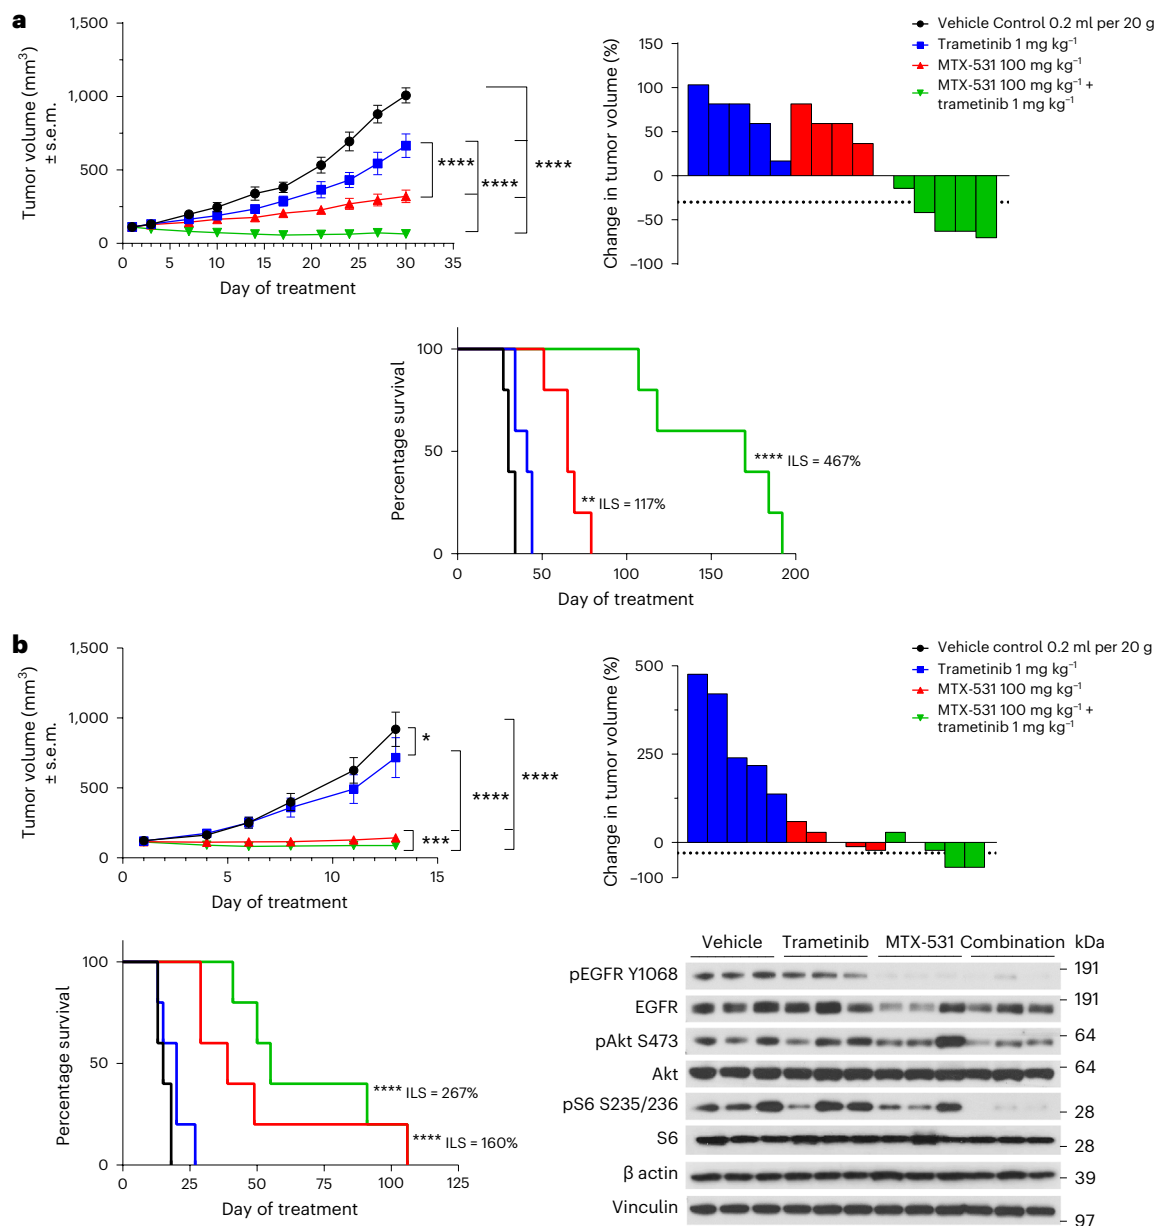 a
Tumor volume (mm³)
± s.e.m.
1,500
1,000
500
0
0 5 10 15 20 25 30 35
Day of treatment
****
****
****
Change in tumor volume (%)
150
100
50
0
−50
−100
Vehicle Control 0.2 ml per 20 g
Trametinib 1 mg kg⁻¹
MTX-531 100 mg kg⁻¹
MTX-531 100 mg kg⁻¹ +
trametinib 1 mg kg⁻¹
Percentage survival
100
50
0
0 50 100 150 200
Day of treatment
**** ILS = 467%
** ILS = 117%
b
Tumor volume (mm³)
± s.e.m.
1,500
1,000
500
0
0 5 10 15
Day of treatment
*
****
****
***
Change in tumor volume (%)
500
250
0
−100
Vehicle control 0.2 ml per 20 g
Trametinib 1 mg kg⁻¹
MTX-531 100 mg kg⁻¹
MTX-531 100 mg kg⁻¹ +
trametinib 1 mg kg⁻¹
Percentage survival
100
50
0
0 25 50 75 100 125
Day of treatment
**** ILS = 267%
**** ILS = 160%
Vehicle Trametinib MTX-531 Combination kDa
pEGFR Y1068 191
EGFR 191
pAkt S473 64
Akt 64
pS6 S235/236 28
S6 28
β actin 39
Vinculin 97